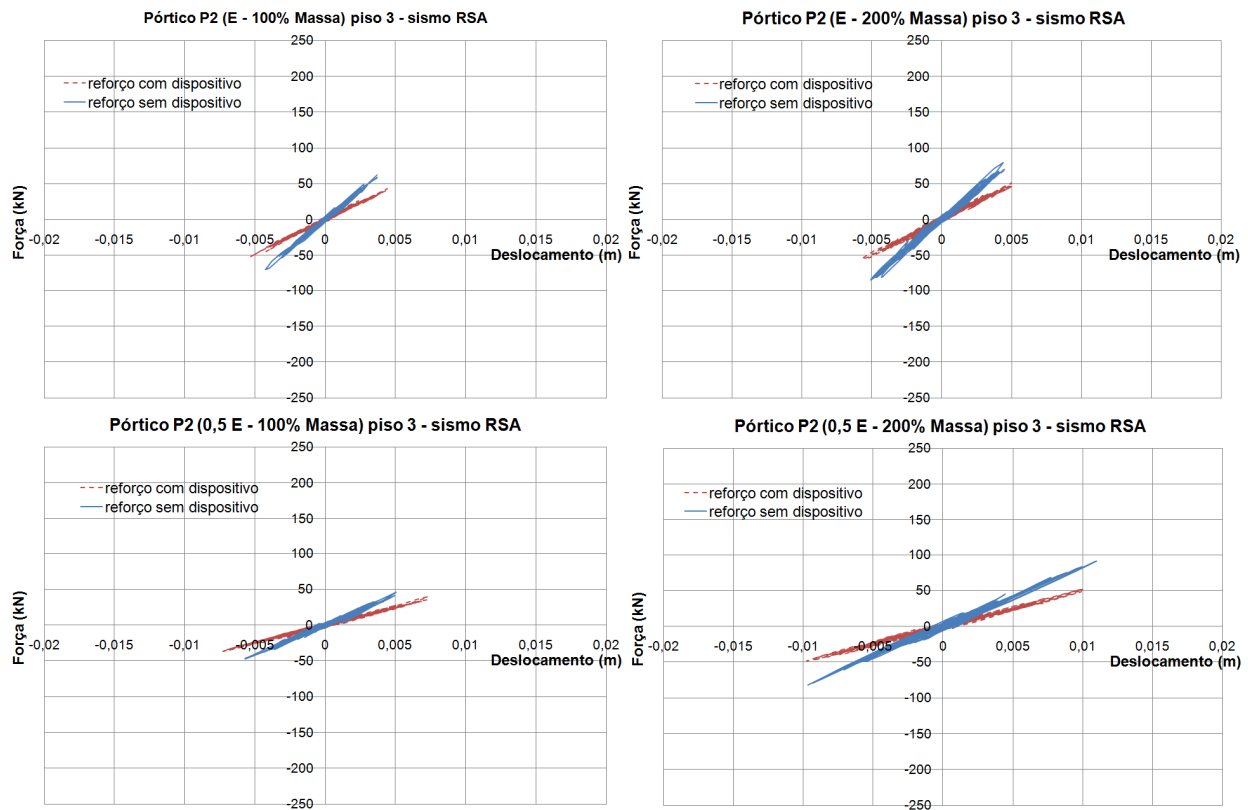 Pórtico P2 (E - 100% Massa) piso 3 - sismo RSA
250
200
150
100
50
0
-50
-100
-150
-200
-250
-0,02 -0,015 -0,01 -0,005 0 0,005 0,01 0,015 0,02
Força (kN)
Deslocamento (m)
reforço com dispositivo
reforço sem dispositivo
Pórtico P2 (E - 200% Massa) piso 3 - sismo RSA
250
200
150
100
50
0
-50
-100
-150
-200
-250
-0,02 -0,015 -0,01 -0,005 0 0,005 0,01 0,015 0,02
Força (kN)
Deslocamento (m)
reforço com dispositivo
reforço sem dispositivo
Pórtico P2 (0,5 E - 100% Massa) piso 3 - sismo RSA
250
200
150
100
50
0
-50
-100
-150
-200
-250
-0,02 -0,015 -0,01 -0,005 0 0,005 0,01 0,015 0,02
Força (kN)
Deslocamento (m)
reforço com dispositivo
reforço sem dispositivo
Pórtico P2 (0,5 E - 200% Massa) piso 3 - sismo RSA
250
200
150
100
50
0
-50
-100
-150
-200
-250
-0,02 -0,015 -0,01 -0,005 0 0,005 0,01 0,015 0,02
Força (kN)
Deslocamento (m)
reforço com dispositivo
reforço sem dispositivo